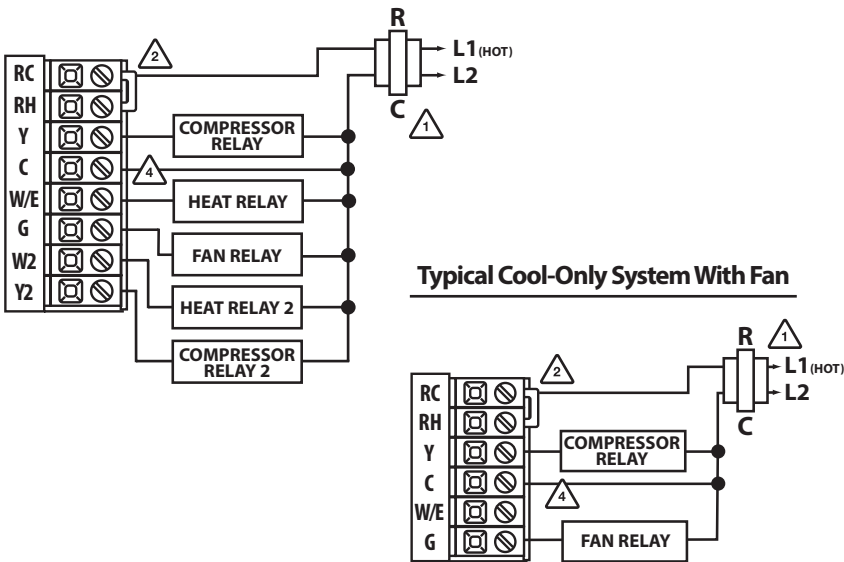 R
L1(HOT)
L2
C
1
2
RC
RH
Y
C
W/E
G
W2
Y2
4
COMPRESSOR
RELAY
HEAT RELAY
FAN RELAY
HEAT RELAY 2
COMPRESSOR
RELAY 2
Typical Cool-Only System With Fan
R
1
L1(HOT)
L2
C
2
RC
RH
Y
C
W/E
G
4
COMPRESSOR
RELAY
FAN RELAY